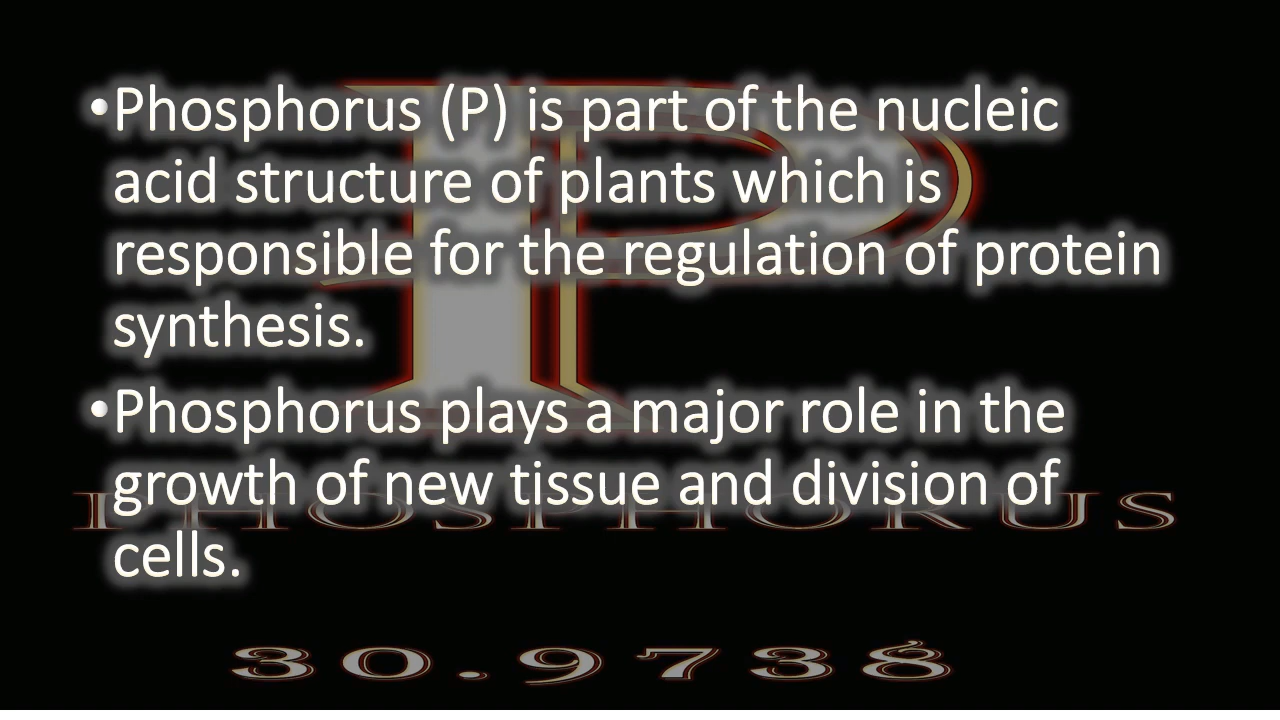 •Phosphorus (P) is part of the nucleic
acid structure of plants which is
responsible for the regulation of protein
synthesis.
•Phosphorus plays a major role in the
growth of new tissue and division of
cells.
P
PHOSPHORUS
30.9738